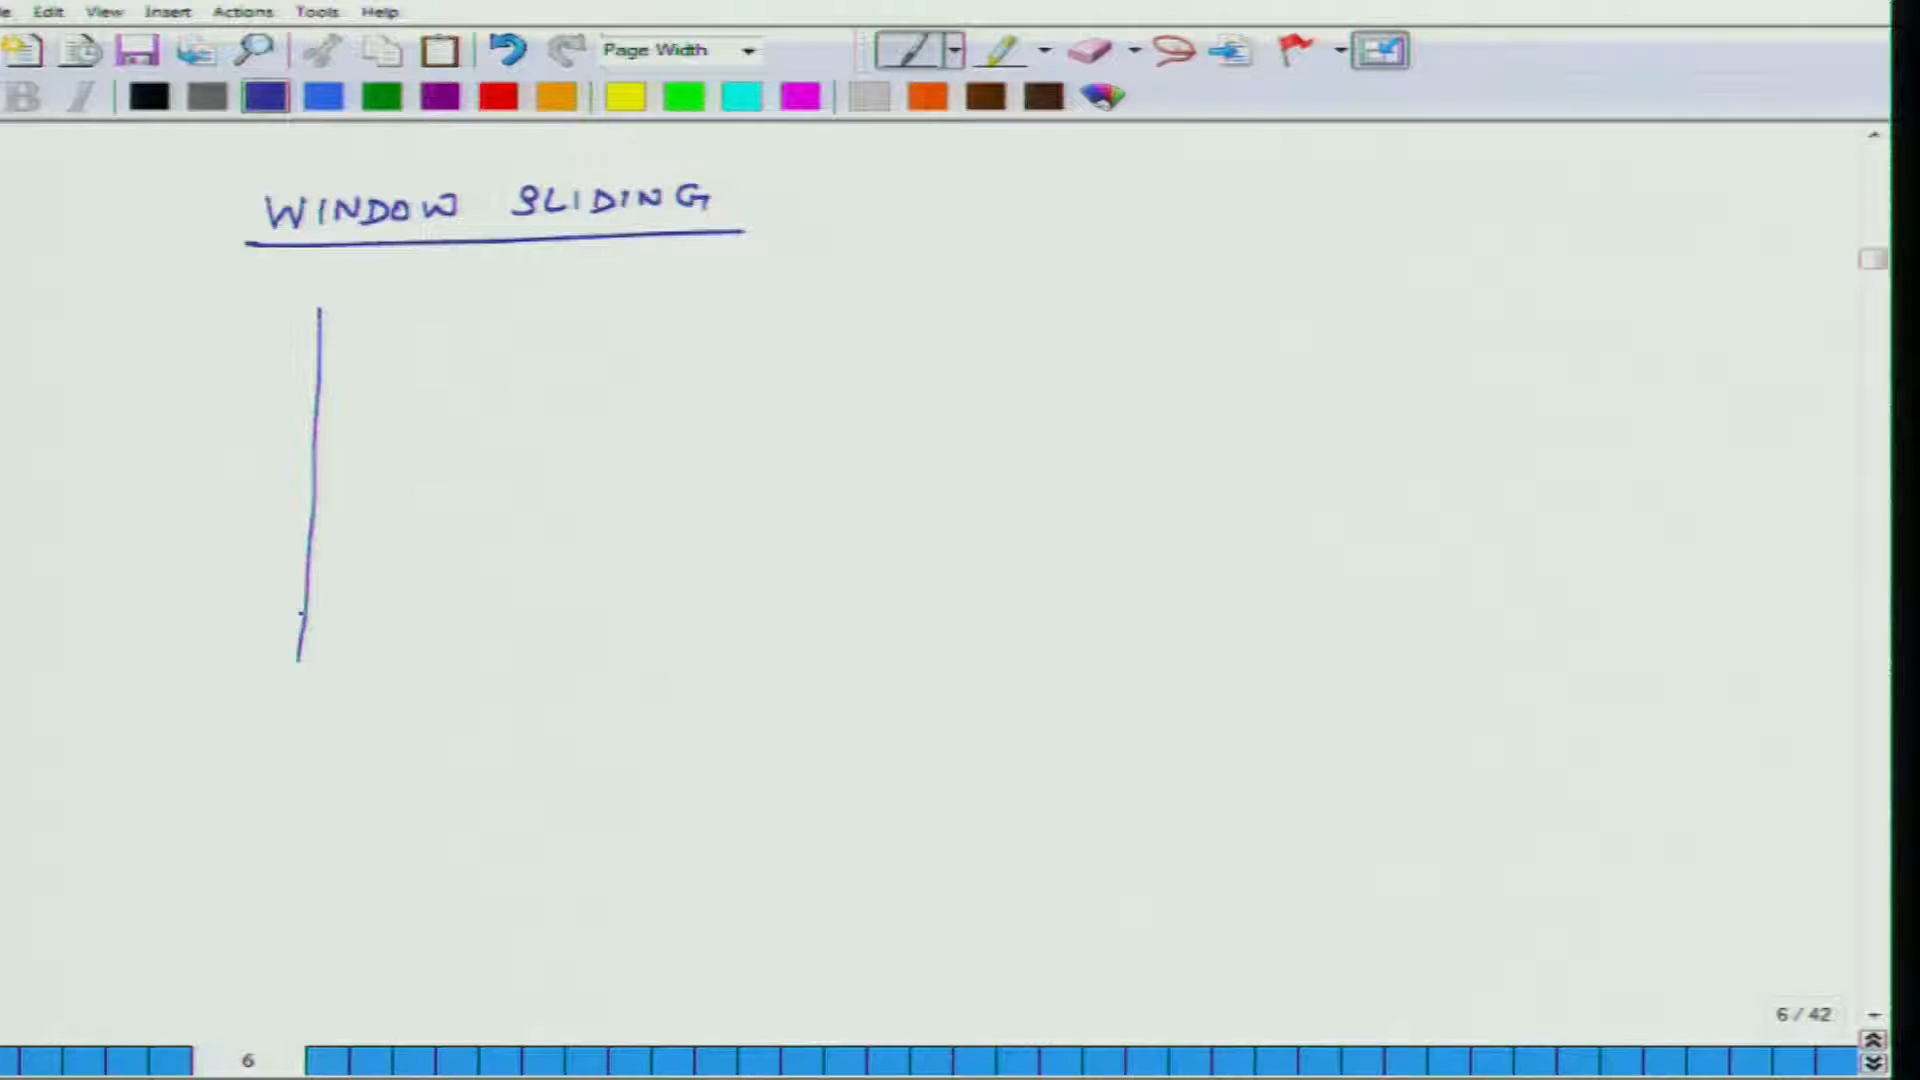 Edit View Insert Actions Tools Help
Page Width
B I
WINDOW SLIDING
6 / 42
6